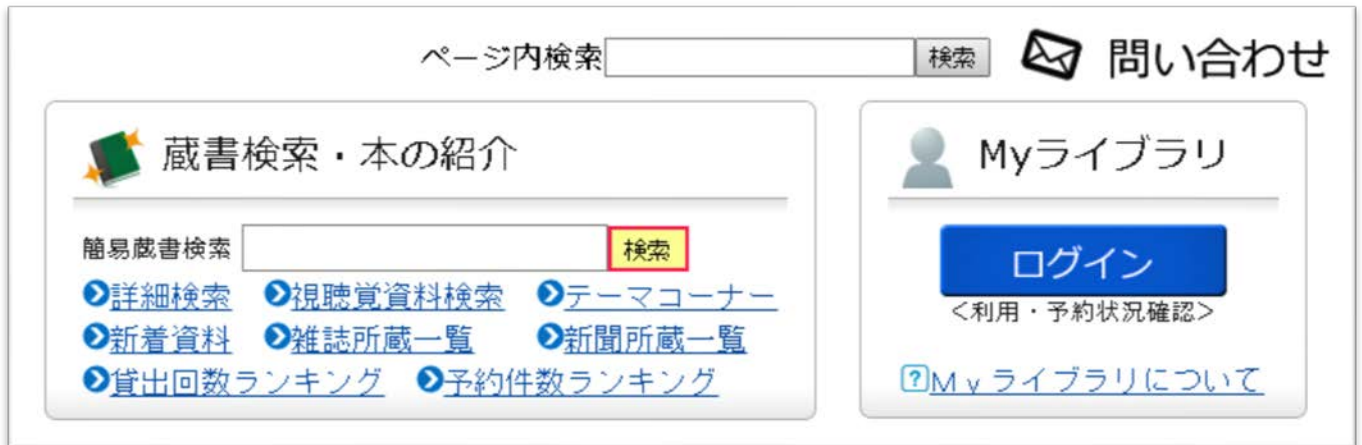 ページ内検索 検索 問い合わせ
蔵書検索・本の紹介
簡易蔵書検索 検索
詳細検索 視聴覚資料検索 テーマコーナー
新着資料 雑誌所蔵一覧 新聞所蔵一覧
貸出回数ランキング 予約件数ランキング
Myライブラリ
ログイン
<利用・予約状況確認>
?Myライブラリについて